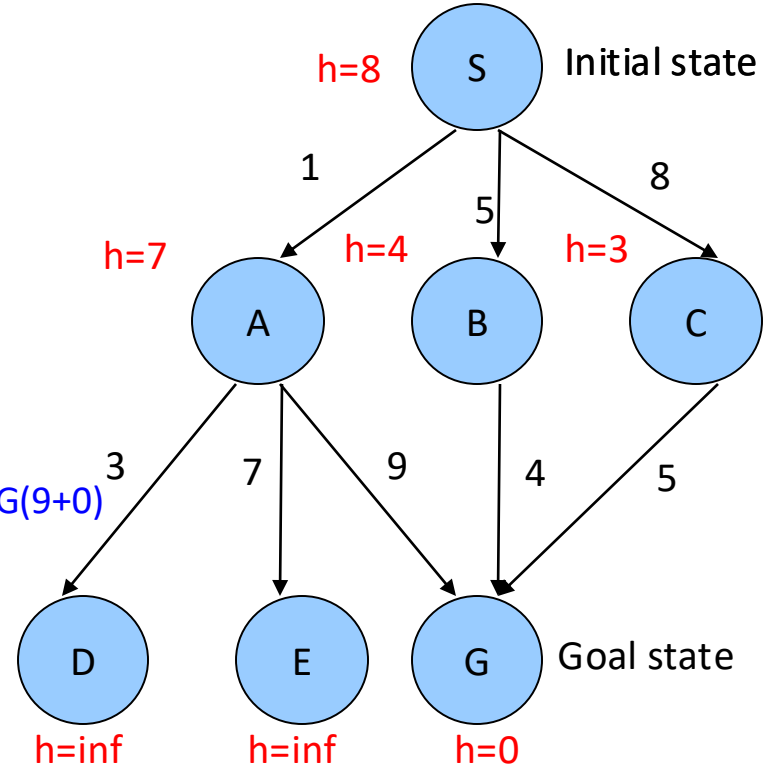 h=8
S
Initial state
1
5
8
h=7
h=4
h=3
A
B
C
3
7
9
4
5
G(9+0)
D
E
G
Goal state
h=inf
h=inf
h=0